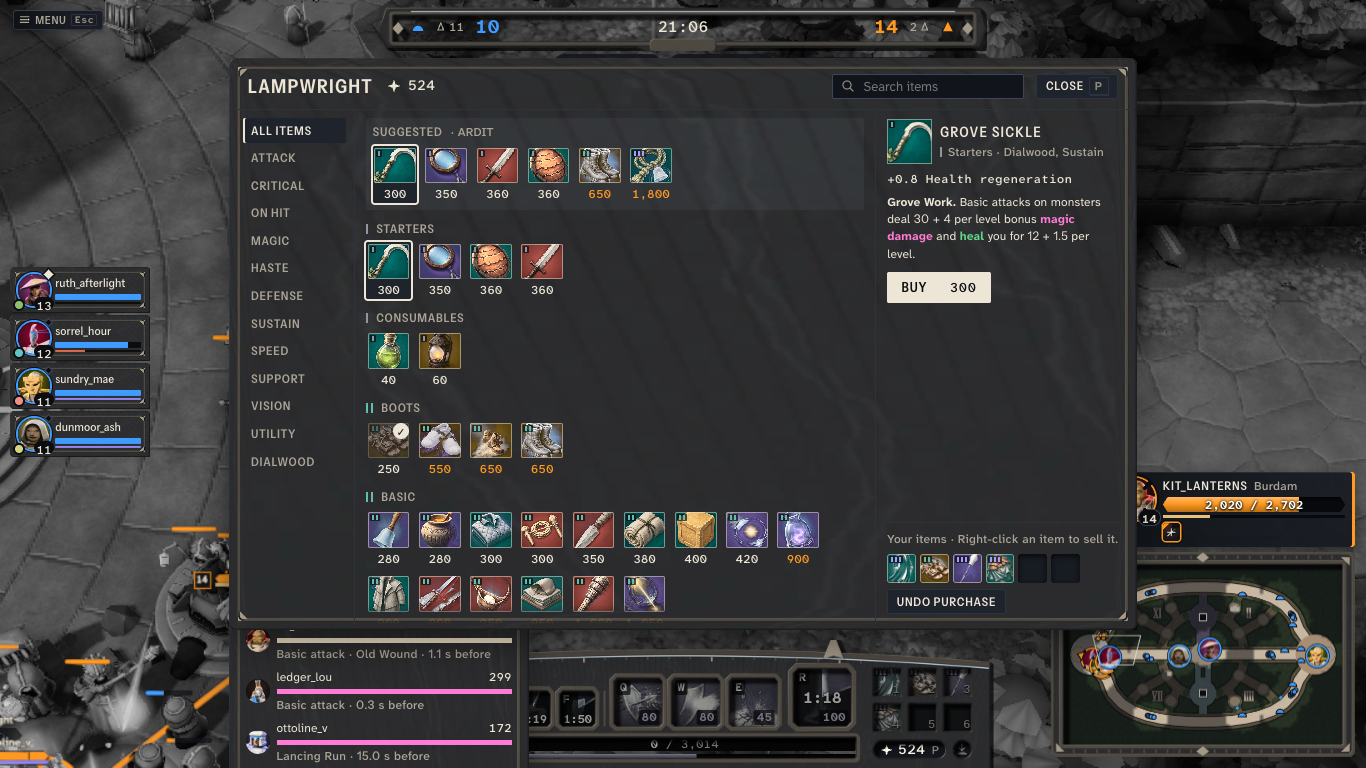 MENU Esc
11 10 21:06 14 2
LAMPWRIGHT 524
Search items
CLOSE P
ALL ITEMS
ATTACK
CRITICAL
ON HIT
MAGIC
HASTE
DEFENSE
SUSTAIN
SPEED
SUPPORT
VISION
UTILITY
DIALWOOD
SUGGESTED · ARDIT
300 350 360 360 650 1,800
STARTERS
300 350 360 360
CONSUMABLES
40 60
BOOTS
250 550 650 650
BASIC
280 280 300 300 350 380 400 420 900
GROVE SICKLE
Starters · Dialwood, Sustain
+0.8 Health regeneration
Grove Work. Basic attacks on monsters
deal 30 + 4 per level bonus magic
damage and heal you for 12 + 1.5 per
level.
BUY 300
Your items · Right-click an item to sell it.
UNDO PURCHASE
ruth_afterlight
13
sorrel_hour
12
sundry_mae
11
dunmoor_ash
11
KIT_LANTERNS Burdam
2,020 / 2,702
14
14
Basic attack · Old Wound · 1.1 s before
ledger_lou 299
Basic attack · 0.3 s before
ottoline_v 172
Lancing Run · 15.0 s before
:19
F
1:50
Q
80
W
80
E
45
R
1:18
100
0 / 3,014
1 3
5 6
524 P
VII